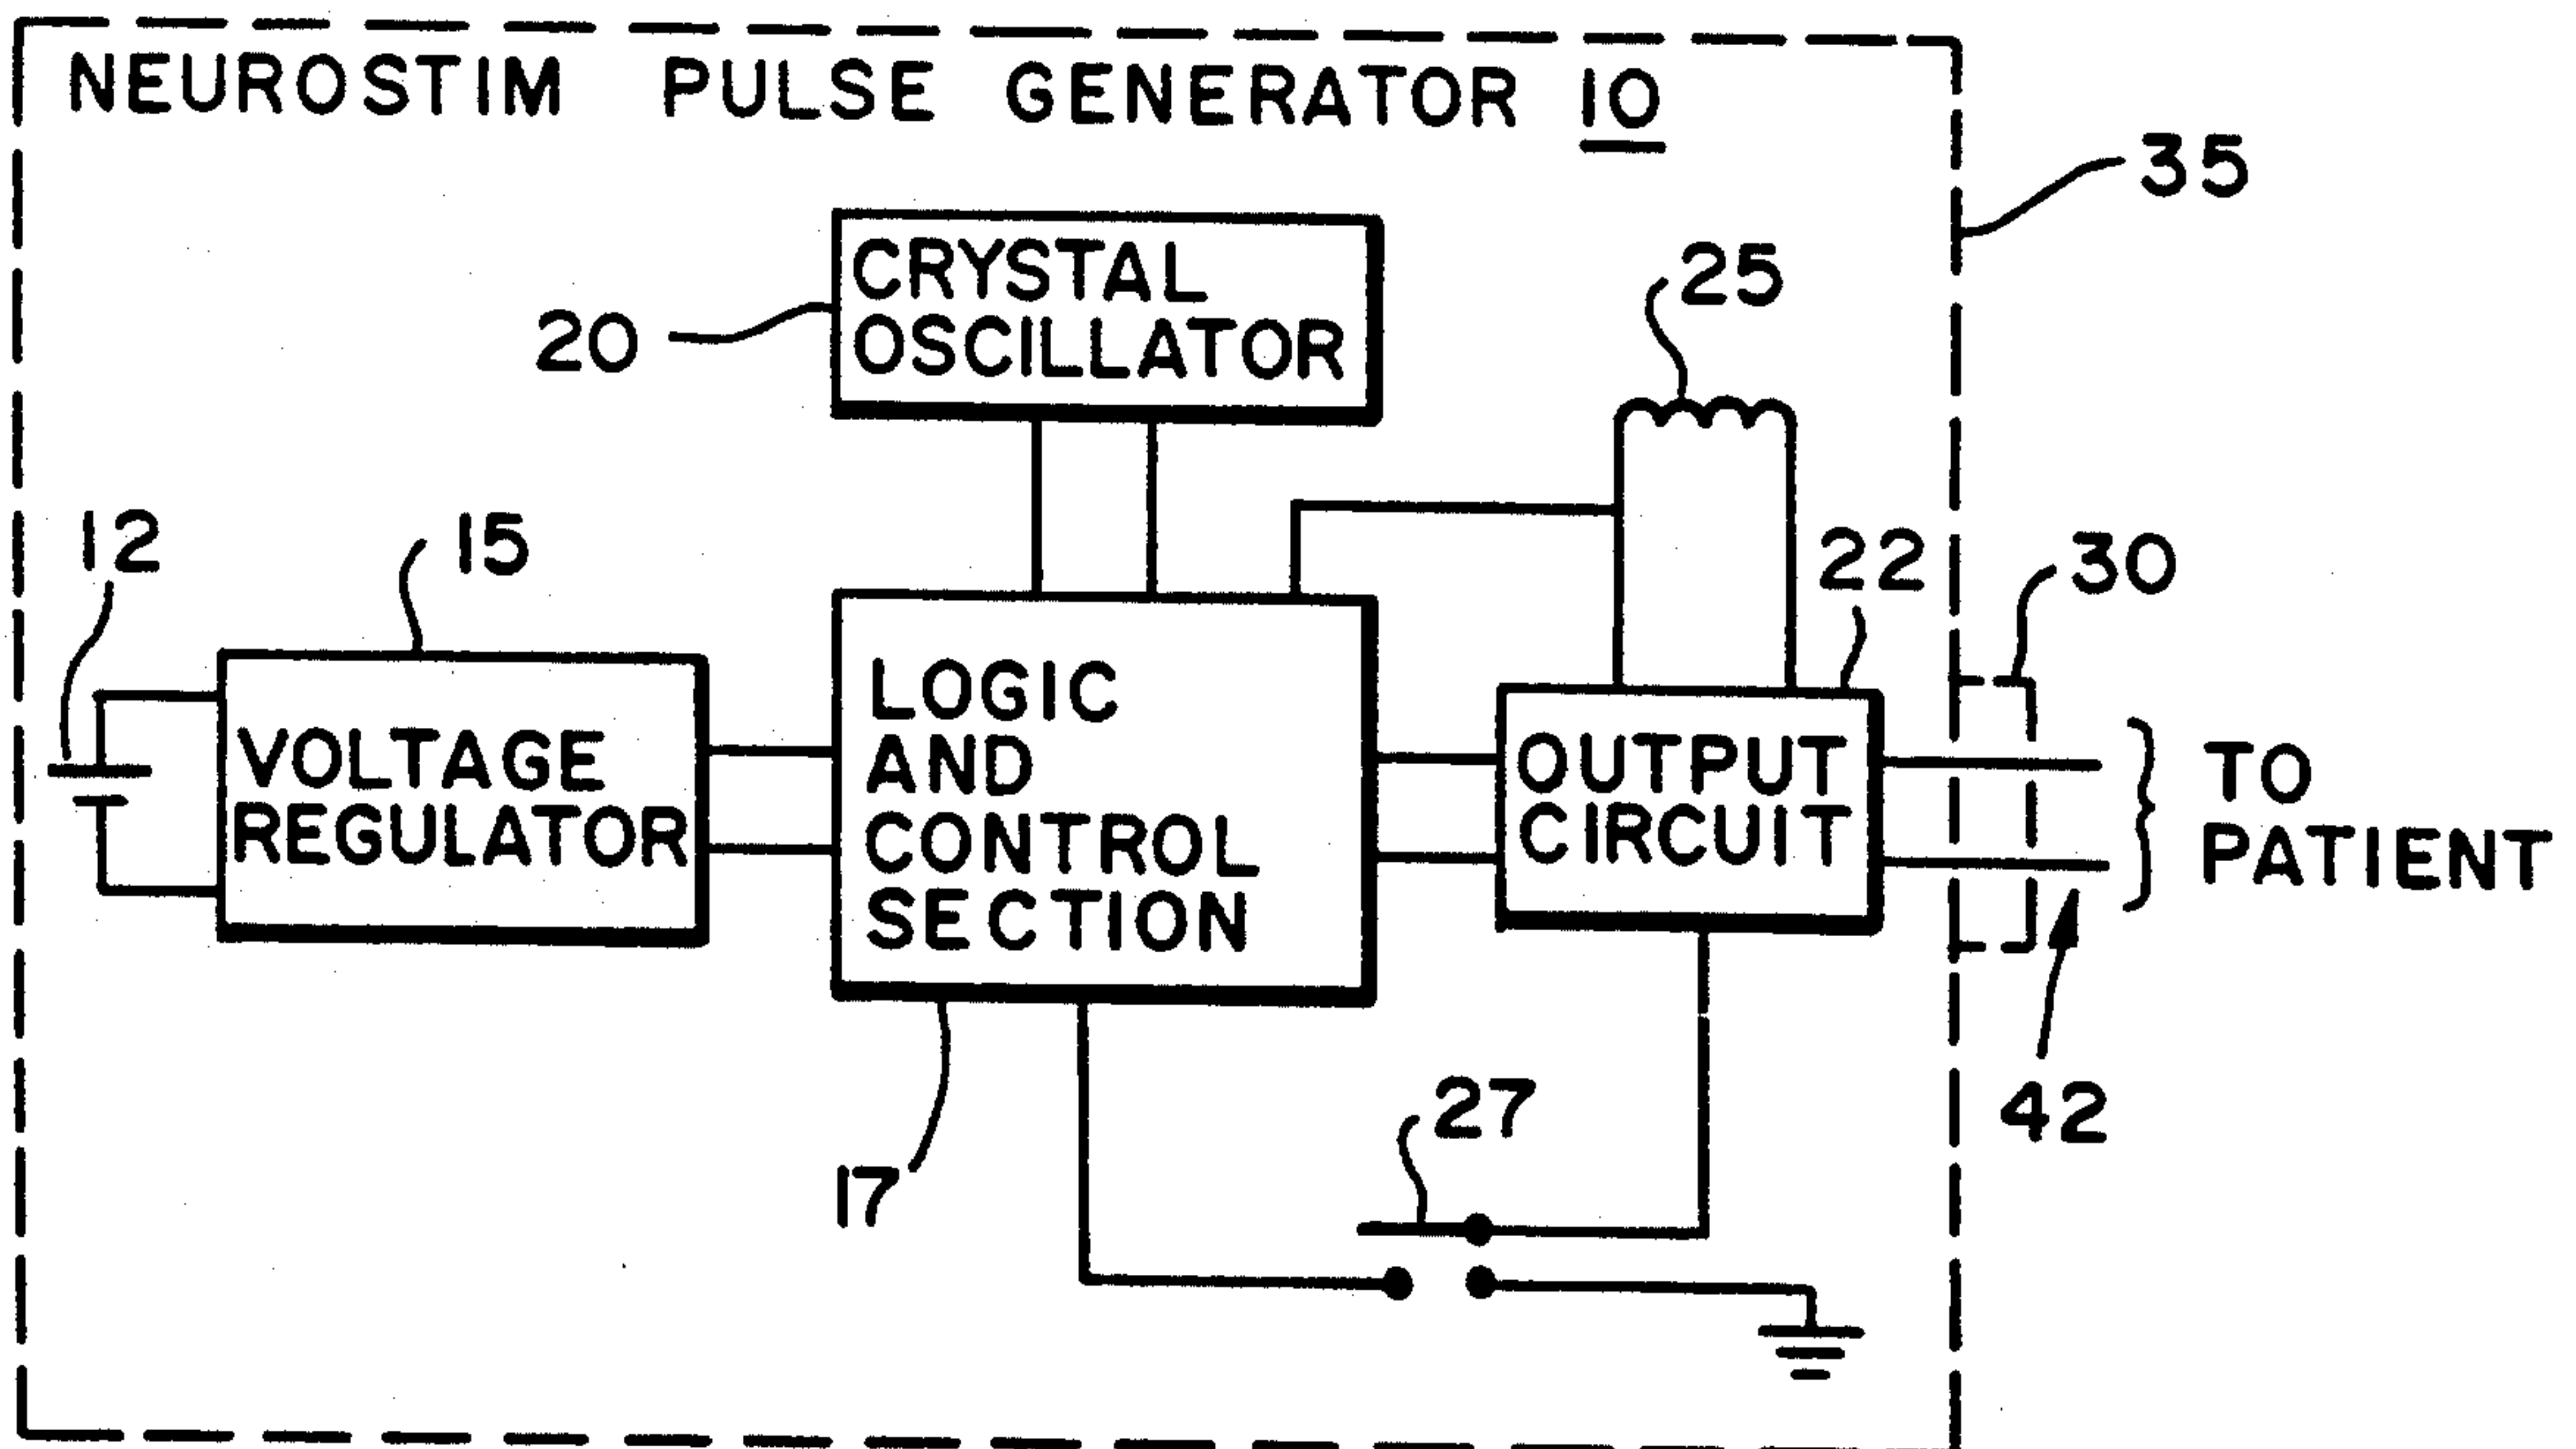 NEUROSTIM PULSE GENERATOR 10
35
CRYSTAL
OSCILLATOR
20
25
12
15
22
30
VOLTAGE
REGULATOR
LOGIC
AND
CONTROL
SECTION
OUTPUT
CIRCUIT
TO
PATIENT
42
27
17